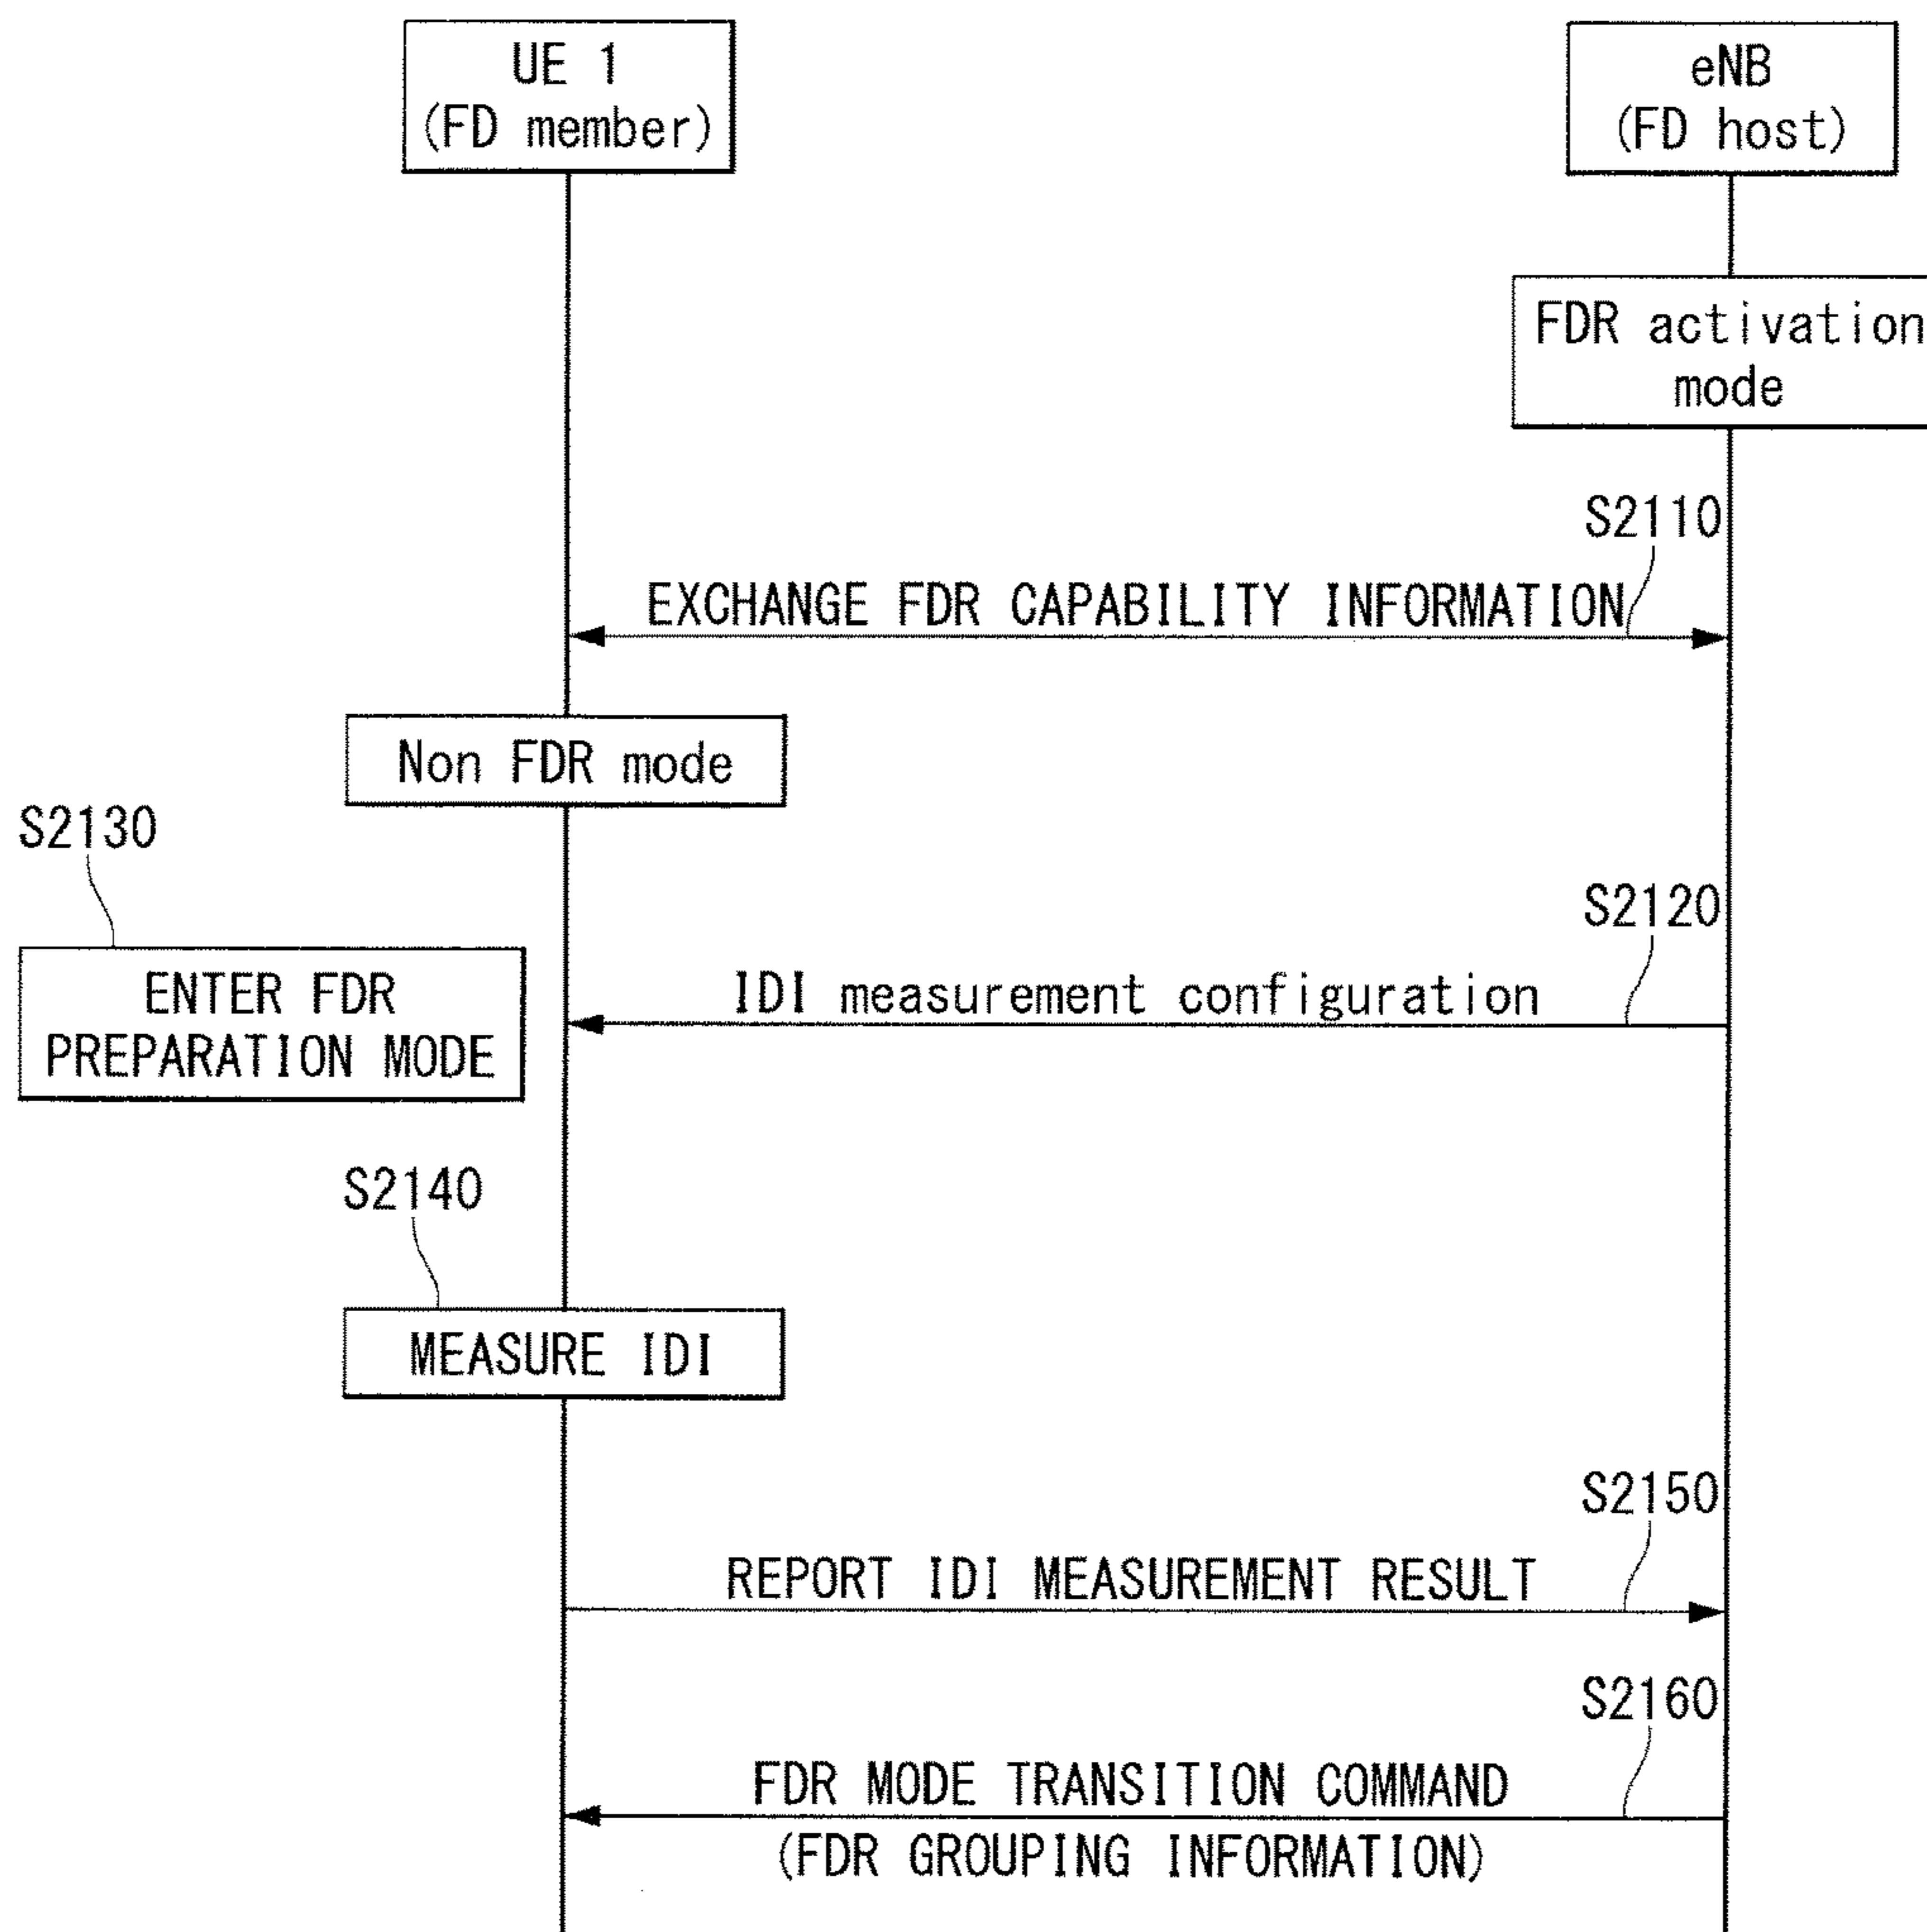 UE 1
(FD member)
eNB
(FD host)
FDR activation
mode
S2110
EXCHANGE FDR CAPABILITY INFORMATION
Non FDR mode
S2130
S2120
ENTER FDR
PREPARATION MODE
IDI measurement configuration
S2140
MEASURE IDI
S2150
REPORT IDI MEASUREMENT RESULT
S2160
FDR MODE TRANSITION COMMAND
(FDR GROUPING INFORMATION)